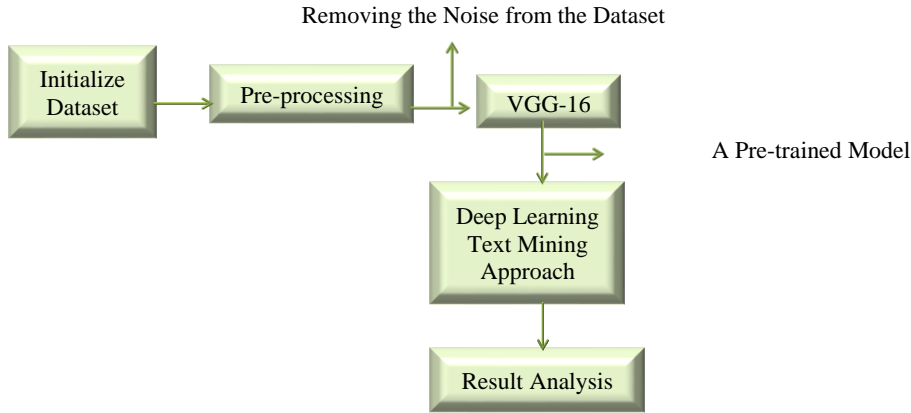 Removing the Noise from the Dataset
Initialize
Dataset
Pre-processing
VGG-16
A Pre-trained Model
Deep Learning
Text Mining
Approach
Result Analysis